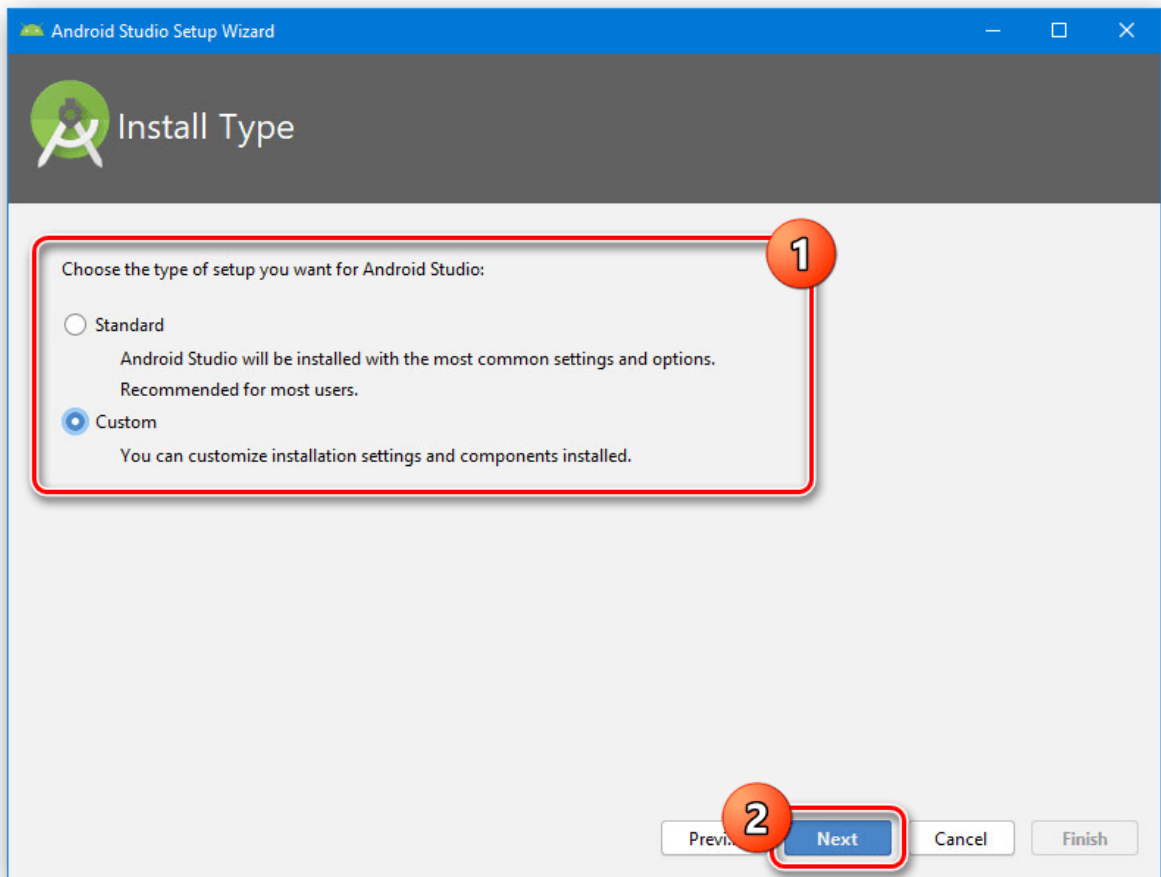 Android Studio Setup Wizard
Install Type
1
Choose the type of setup you want for Android Studio:
Standard
Android Studio will be installed with the most common settings and options.
Recommended for most users.
Custom
You can customize installation settings and components installed.
2
Previ... Next Cancel Finish